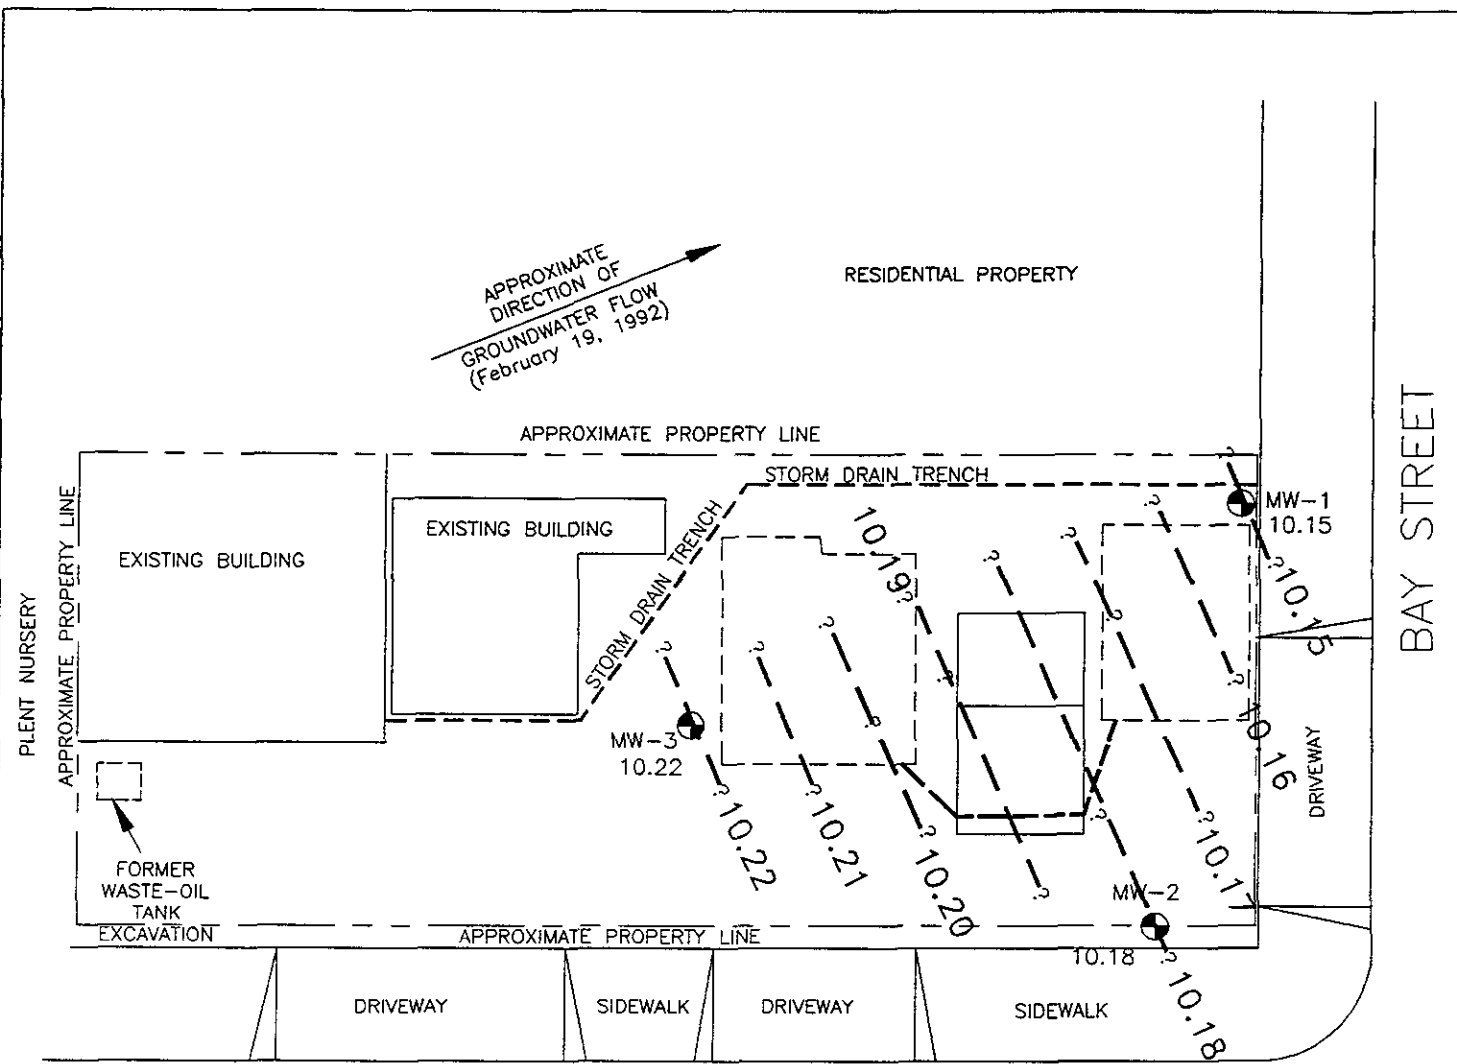 APPROXIMATE
DIRECTION OF
GROUNDWATER FLOW
(February 19, 1992)
RESIDENTIAL PROPERTY
BAY STREET
APPROXIMATE PROPERTY LINE
STORM DRAIN TRENCH
?
MW-1
10.15
EXISTING BUILDING
EXISTING BUILDING
STORM DRAIN TRENCH
PLENT NURSERY
APPROXIMATE PROPERTY LINE
10.19
?
?
?
?
?
?
10.15
?
?
?
?
?
?
10.16
MW-3
10.22
?
DRIVEWAY
?
10.22
?
10.21
?
10.20
?
?
10.17
?
MW-2
10.18
?
10.18
FORMER
WASTE-OIL
TANK
EXCAVATION
APPROXIMATE PROPERTY LINE
DRIVEWAY
SIDEWALK
DRIVEWAY
SIDEWALK